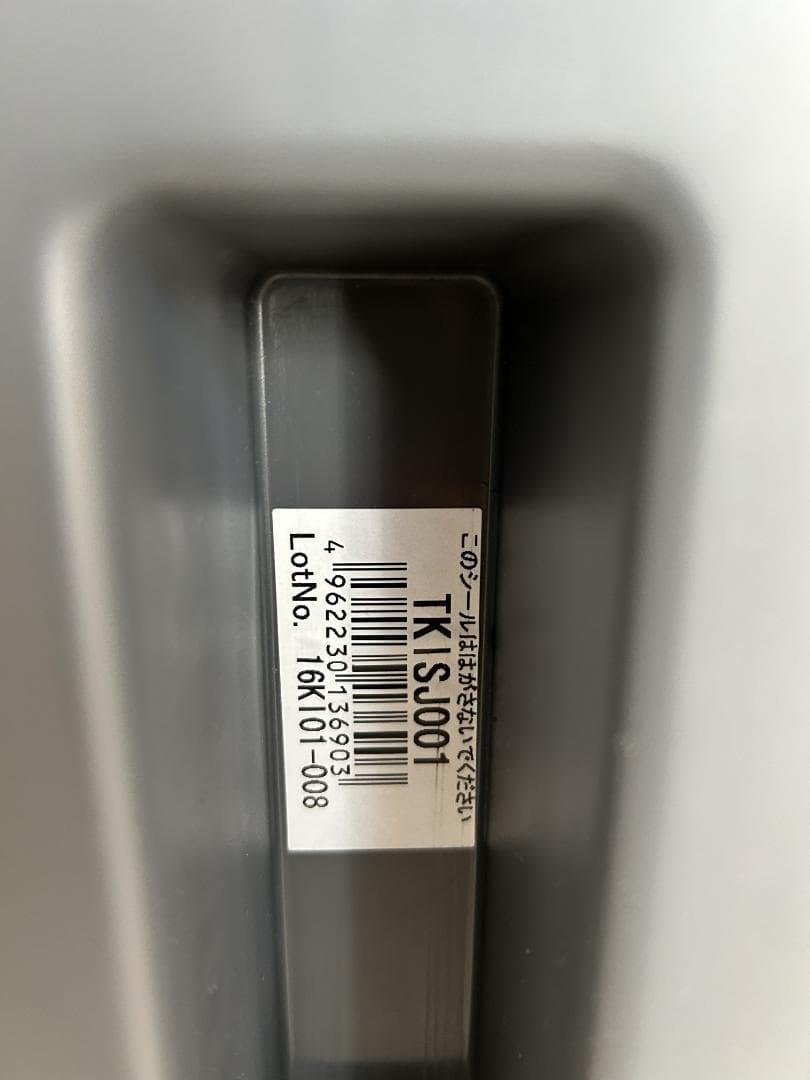 このシールははがさないでください
TKISJ001
4 962230 136903
LotNo. 16K101-008